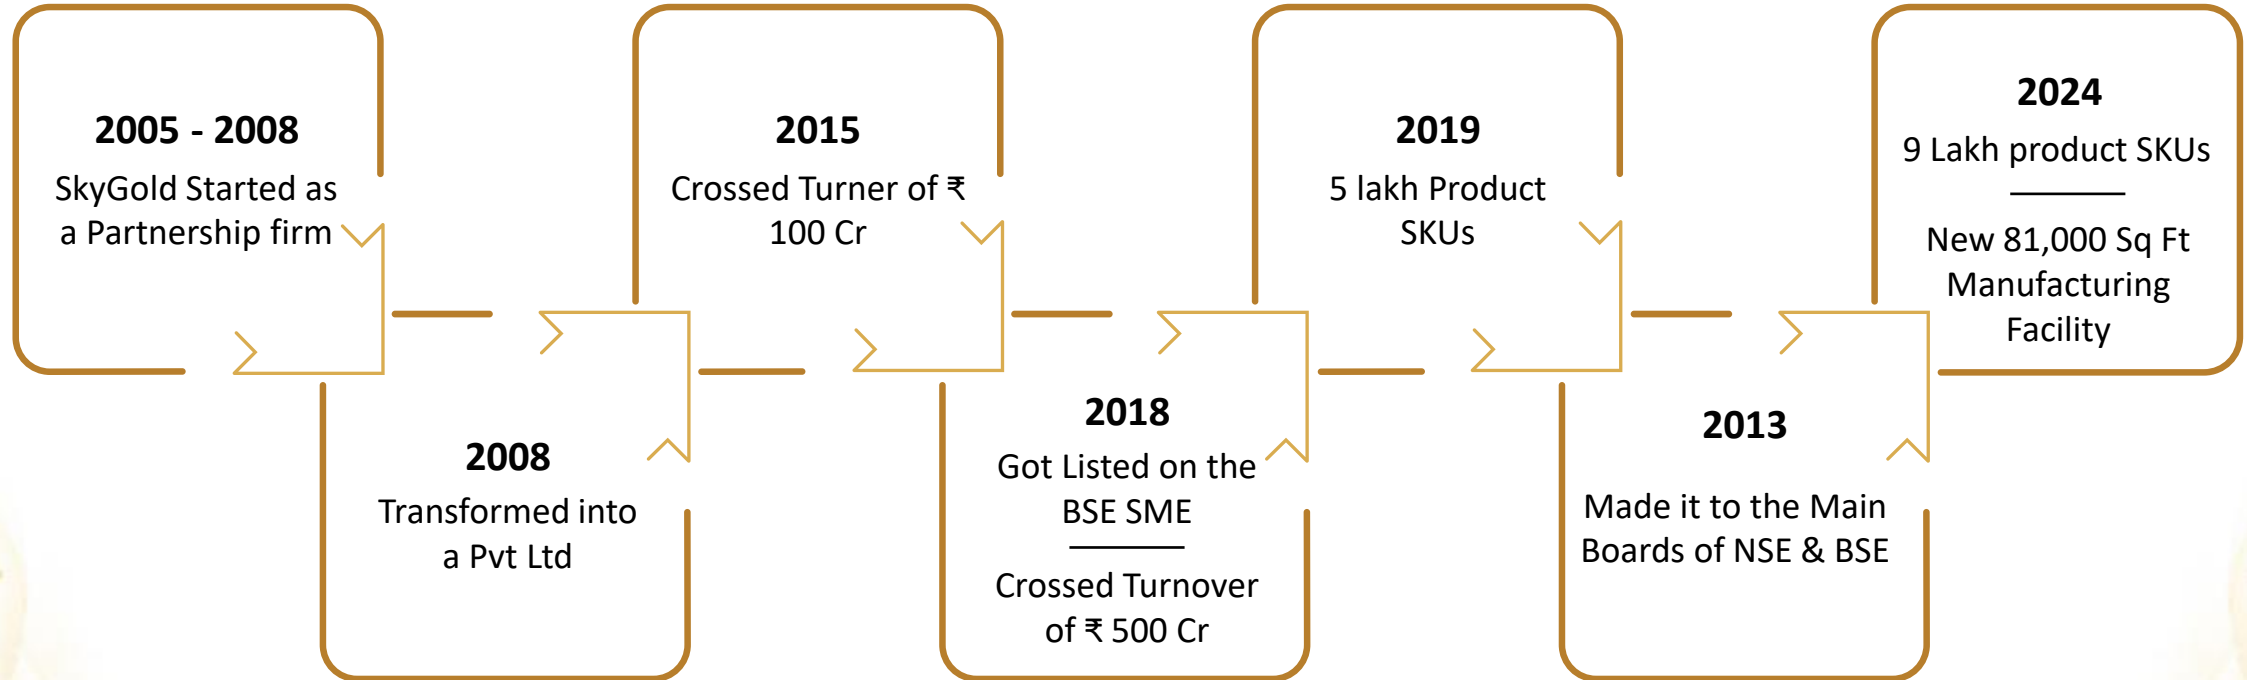 2005 - 2008
SkyGold Started as
a Partnership firm
2008
Transformed into
a Pvt Ltd
2015
Crossed Turner of ₹
100 Cr
2018
Got Listed on the
BSE SME
Crossed Turnover
of ₹ 500 Cr
2019
5 lakh Product
SKUs
2013
Made it to the Main
Boards of NSE & BSE
2024
9 Lakh product SKUs
New 81,000 Sq Ft
Manufacturing
Facility